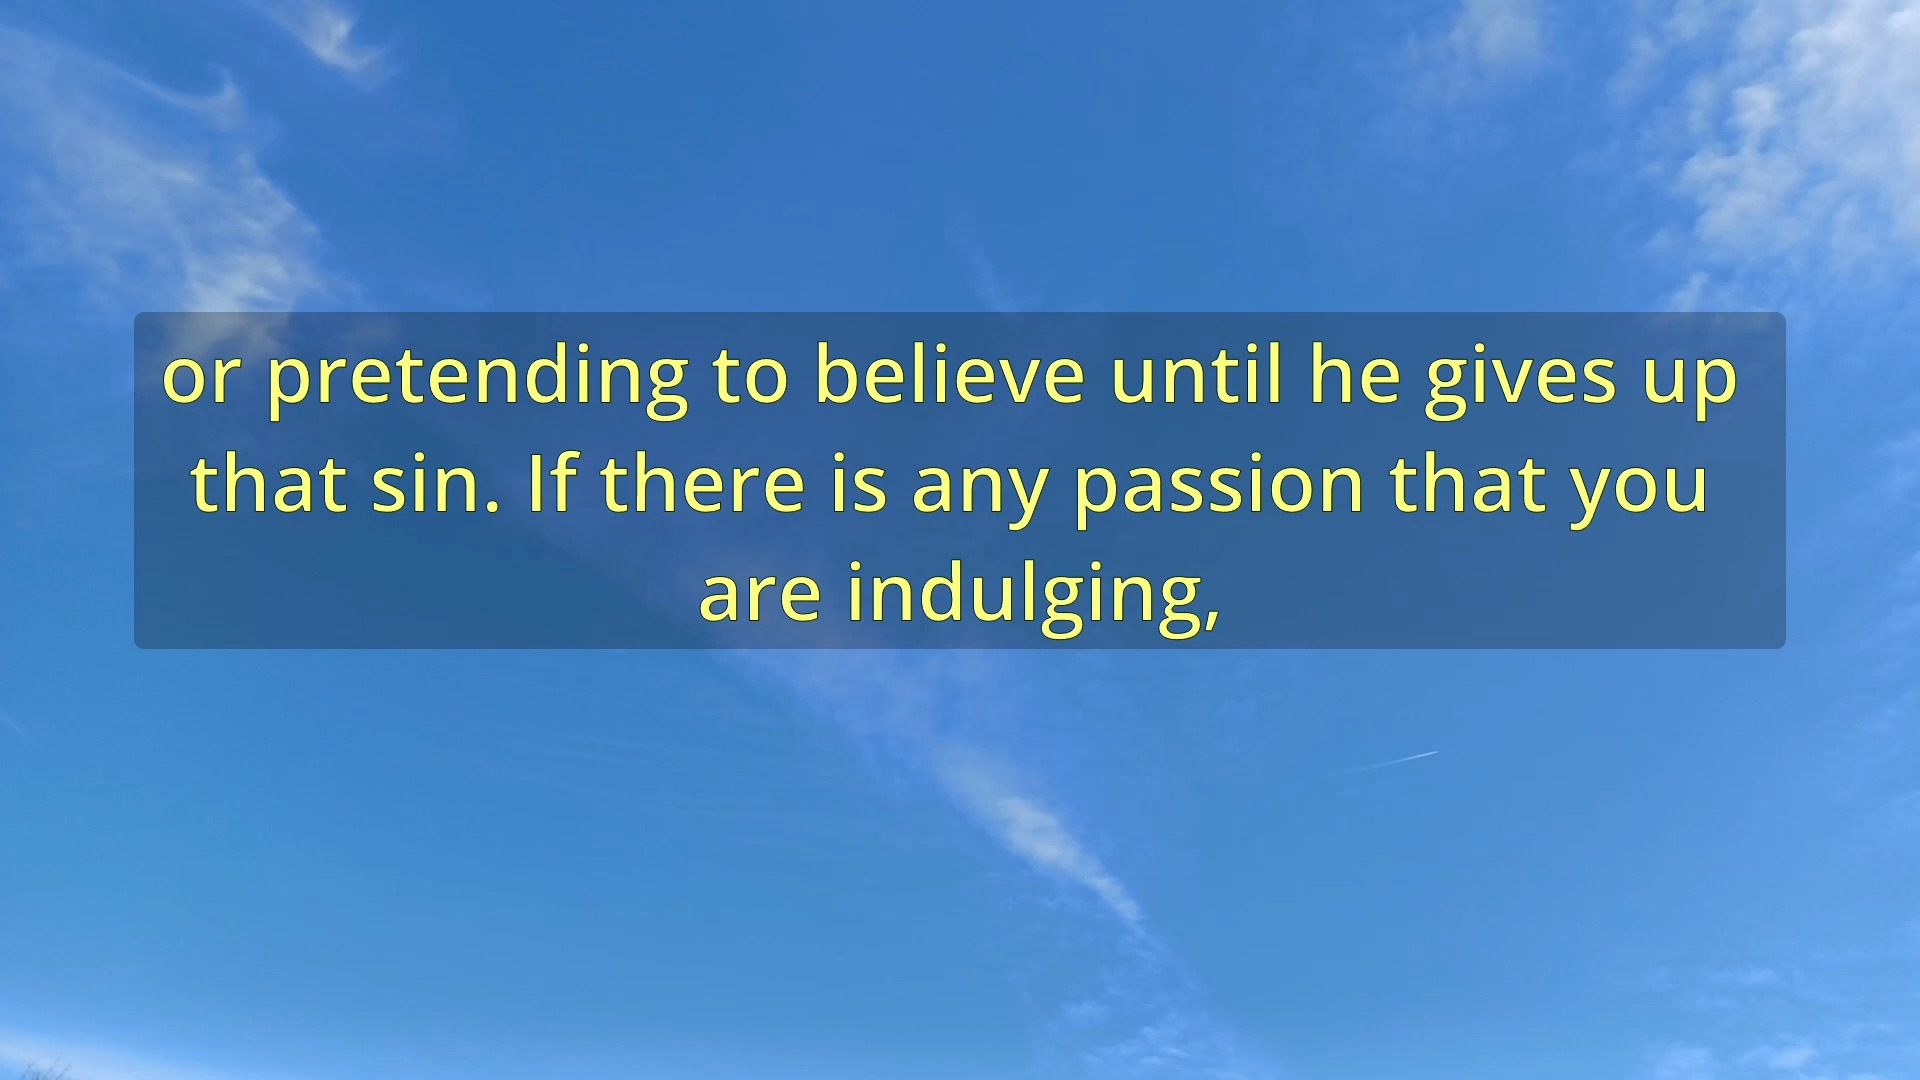 or pretending to believe until he gives up
that sin. If there is any passion that you
are indulging,